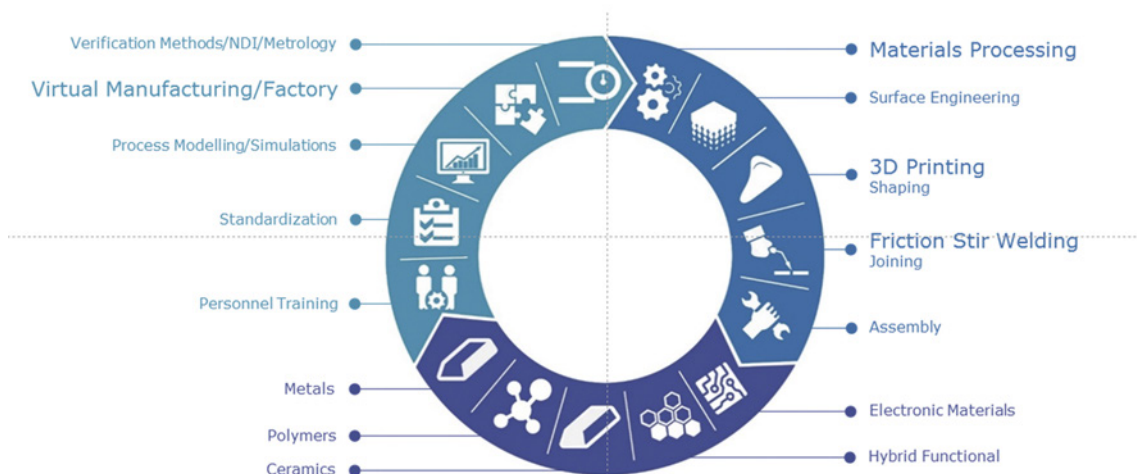 Verification Methods/NDI/Metrology
Virtual Manufacturing/Factory
Process Modelling/Simulations
Standardization
Personnel Training
Metals
Polymers
Ceramics
Materials Processing
Surface Engineering
3D Printing
Shaping
Friction Stir Welding
Joining
Assembly
Electronic Materials
Hybrid Functional